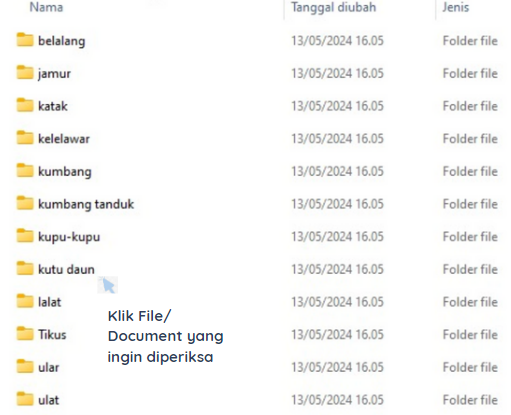 Nama Tanggal diubah Jenis
belalang 13/05/2024 16.05 Folder file
jamur 13/05/2024 16.05 Folder file
katak 13/05/2024 16.05 Folder file
kelelawar 13/05/2024 16.05 Folder file
kumbang 13/05/2024 16.05 Folder file
kumbang tanduk 13/05/2024 16.05 Folder file
kupu-kupu 13/05/2024 16.05 Folder file
kutu daun 13/05/2024 16.05 Folder file
lalat 13/05/2024 16.05 Folder file
Tikus 13/05/2024 16.05 Folder file
ular 13/05/2024 16.05 Folder file
ulat 13/05/2024 16.05 Folder file
Klik File/
Document yang
ingin diperiksa